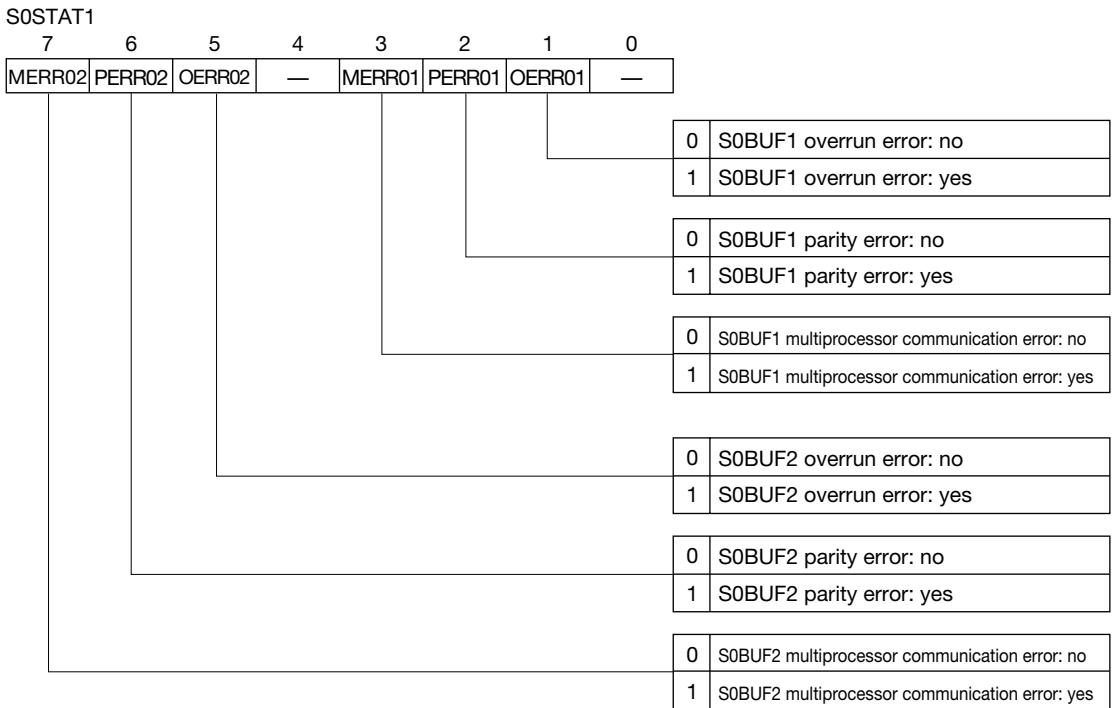 S0STAT1
7 6 5 4 3 2 1 0
MERR02 PERR02 OERR02 — MERR01 PERR01 OERR01 —
0 S0BUF1 overrun error: no
1 S0BUF1 overrun error: yes
0 S0BUF1 parity error: no
1 S0BUF1 parity error: yes
0 S0BUF1 multiprocessor communication error: no
1 S0BUF1 multiprocessor communication error: yes
0 S0BUF2 overrun error: no
1 S0BUF2 overrun error: yes
0 S0BUF2 parity error: no
1 S0BUF2 parity error: yes
0 S0BUF2 multiprocessor communication error: no
1 S0BUF2 multiprocessor communication error: yes